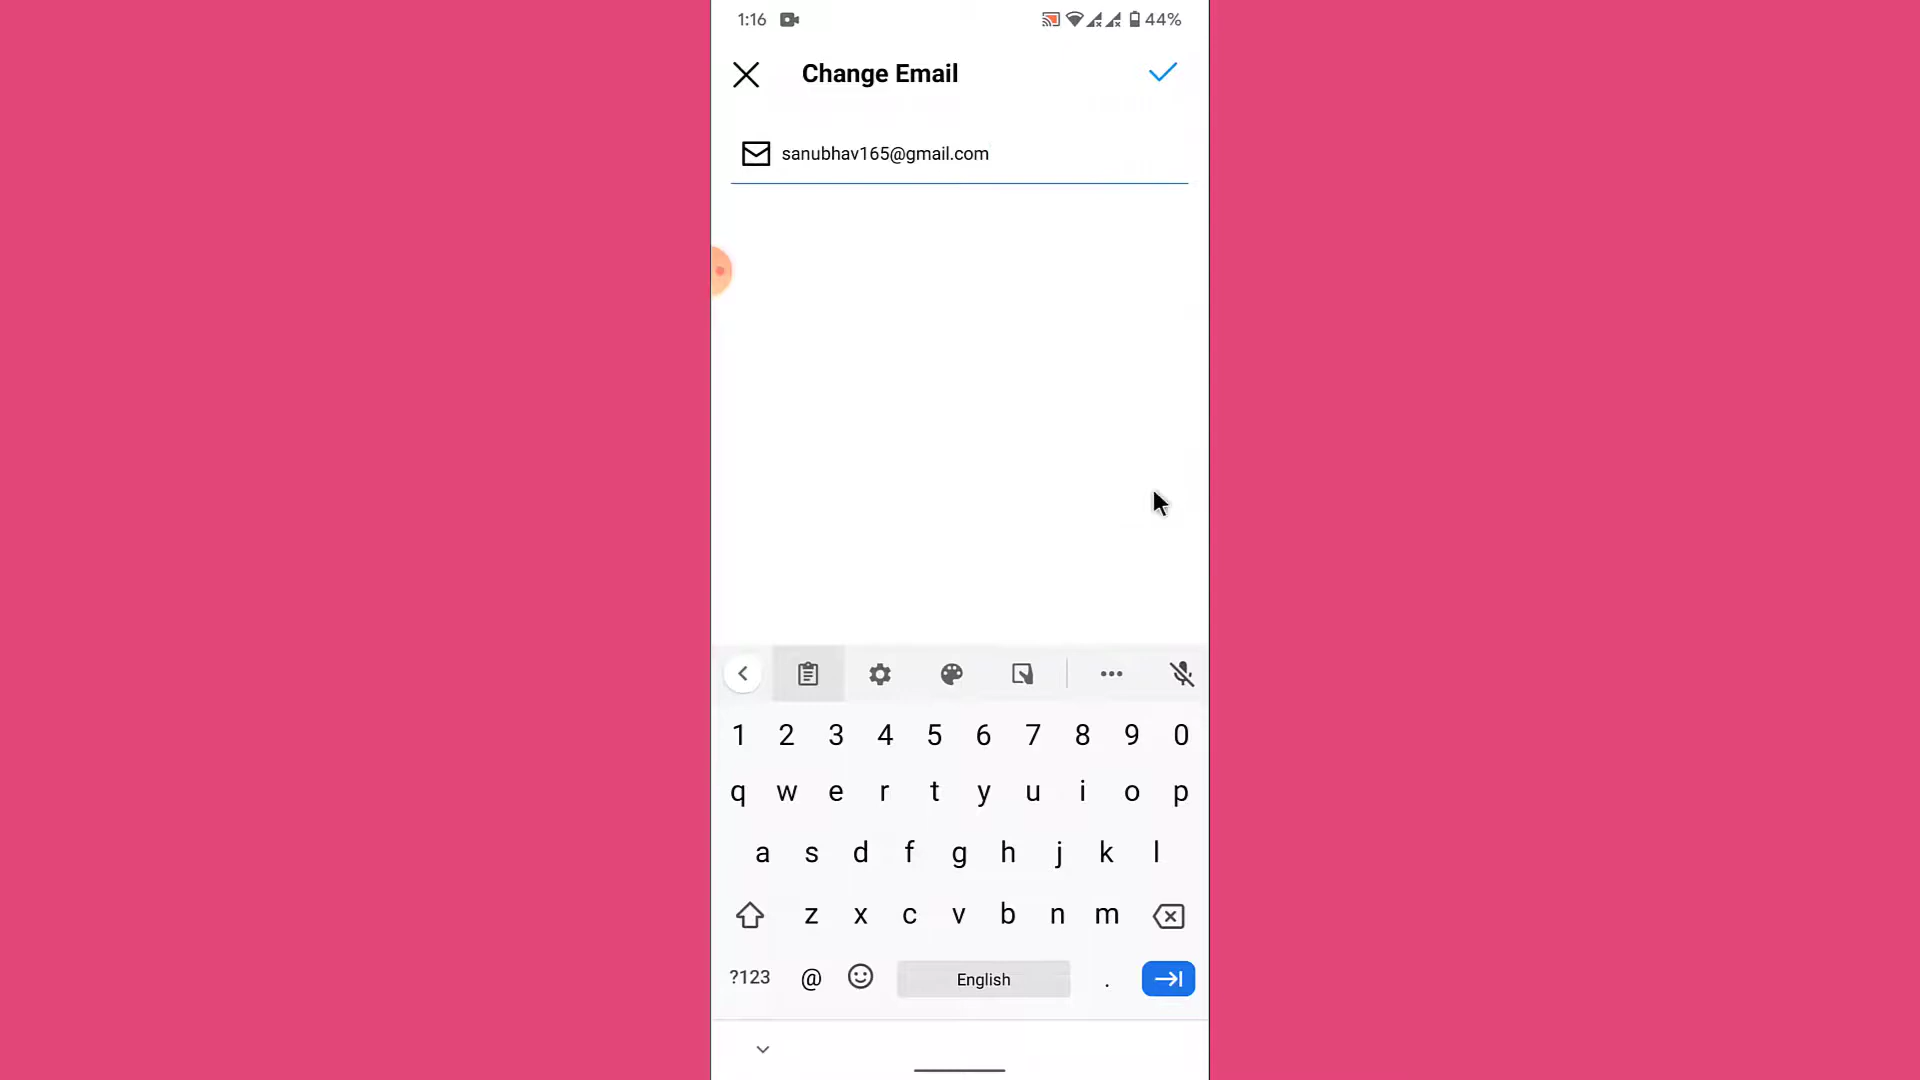 1:16 44%
Change Email
sanubhav165@gmail.com
1 2 3 4 5 6 7 8 9 0
q w e r t y u i o p
a s d f g h j k l
z x c v b n m
?123 @ English .